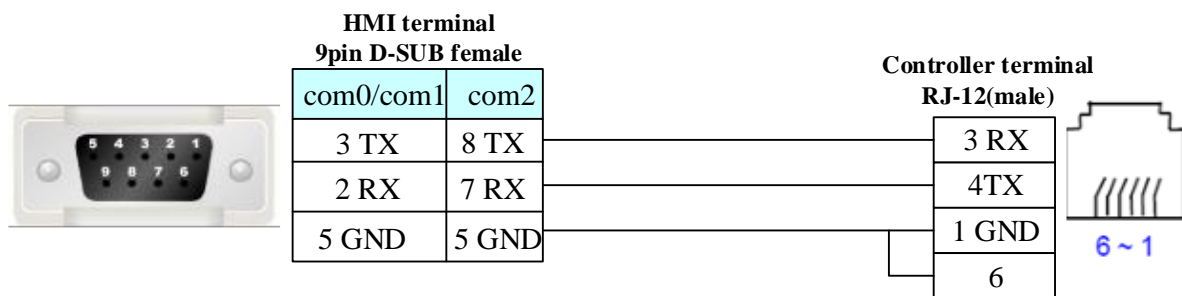 HMI terminal
9pin D-SUB female
com0/com1 com2
3 TX 8 TX
2 RX 7 RX
5 GND 5 GND
Controller terminal
RJ-12(male)
3 RX
4TX
1 GND
6
5 4 3 2 1
9 8 7 6
6 ~ 1